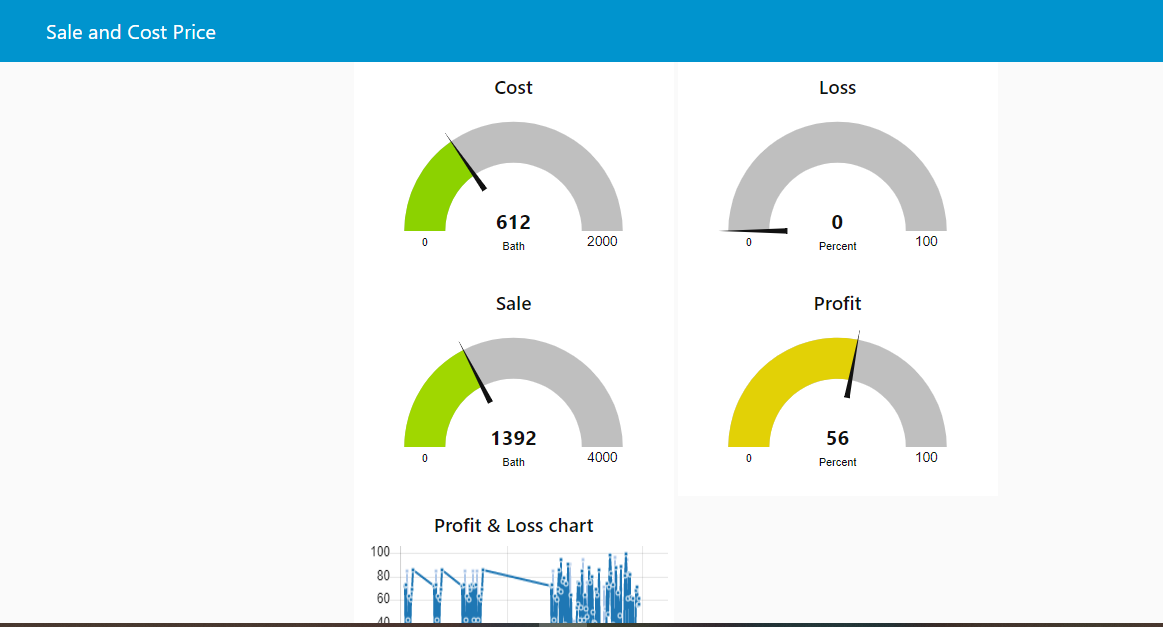 Sale and Cost Price
Cost
612
Bath
0
2000
Loss
0
Percent
0
100
Sale
1392
Bath
0
4000
Profit
56
Percent
0
100
Profit & Loss chart
100
80
60
40